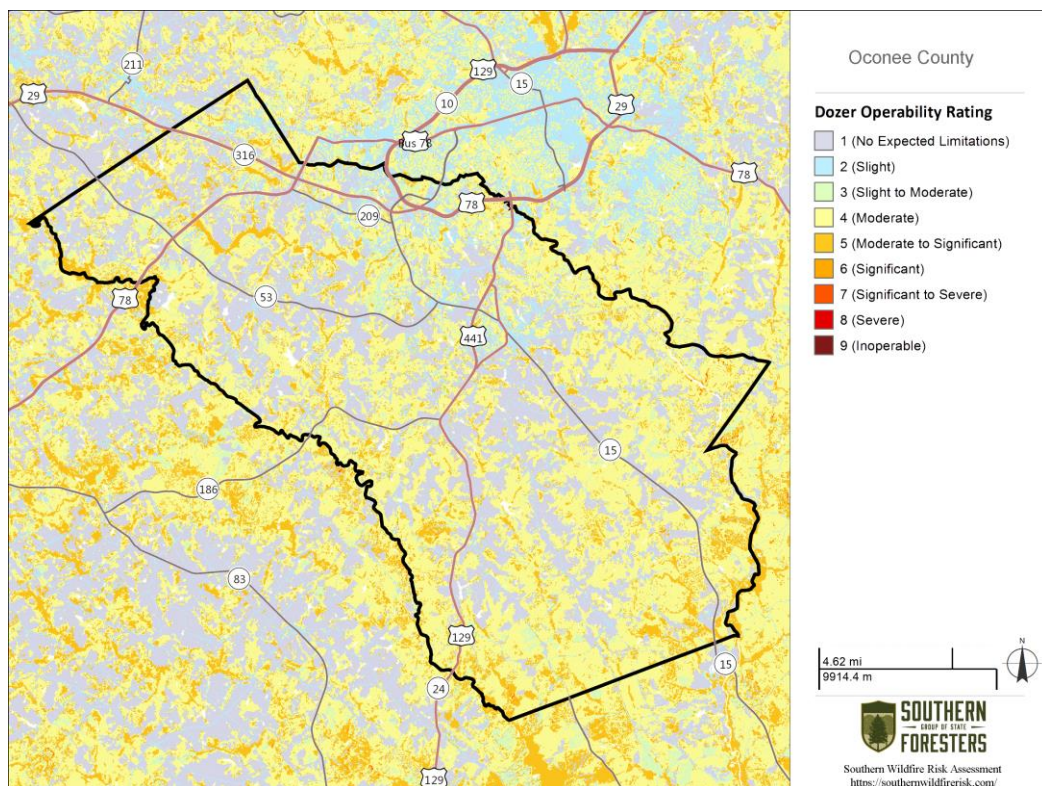 Oconee County
Dozer Operability Rating
1 (No Expected Limitations)
2 (Slight)
3 (Slight to Moderate)
4 (Moderate)
5 (Moderate to Significant)
6 (Significant)
7 (Significant to Severe)
8 (Severe)
9 (Inoperable)
211
29
129
15
10
29
Bus 78
316
78
209
78
78
53
441
15
186
83
129
15
24
129
4.62 mi
9914.4 m
N
SOUTHERN
GROUP OF STATE
FORESTERS
Southern Wildfire Risk Assessment
https://southernwildfirerisk.com/